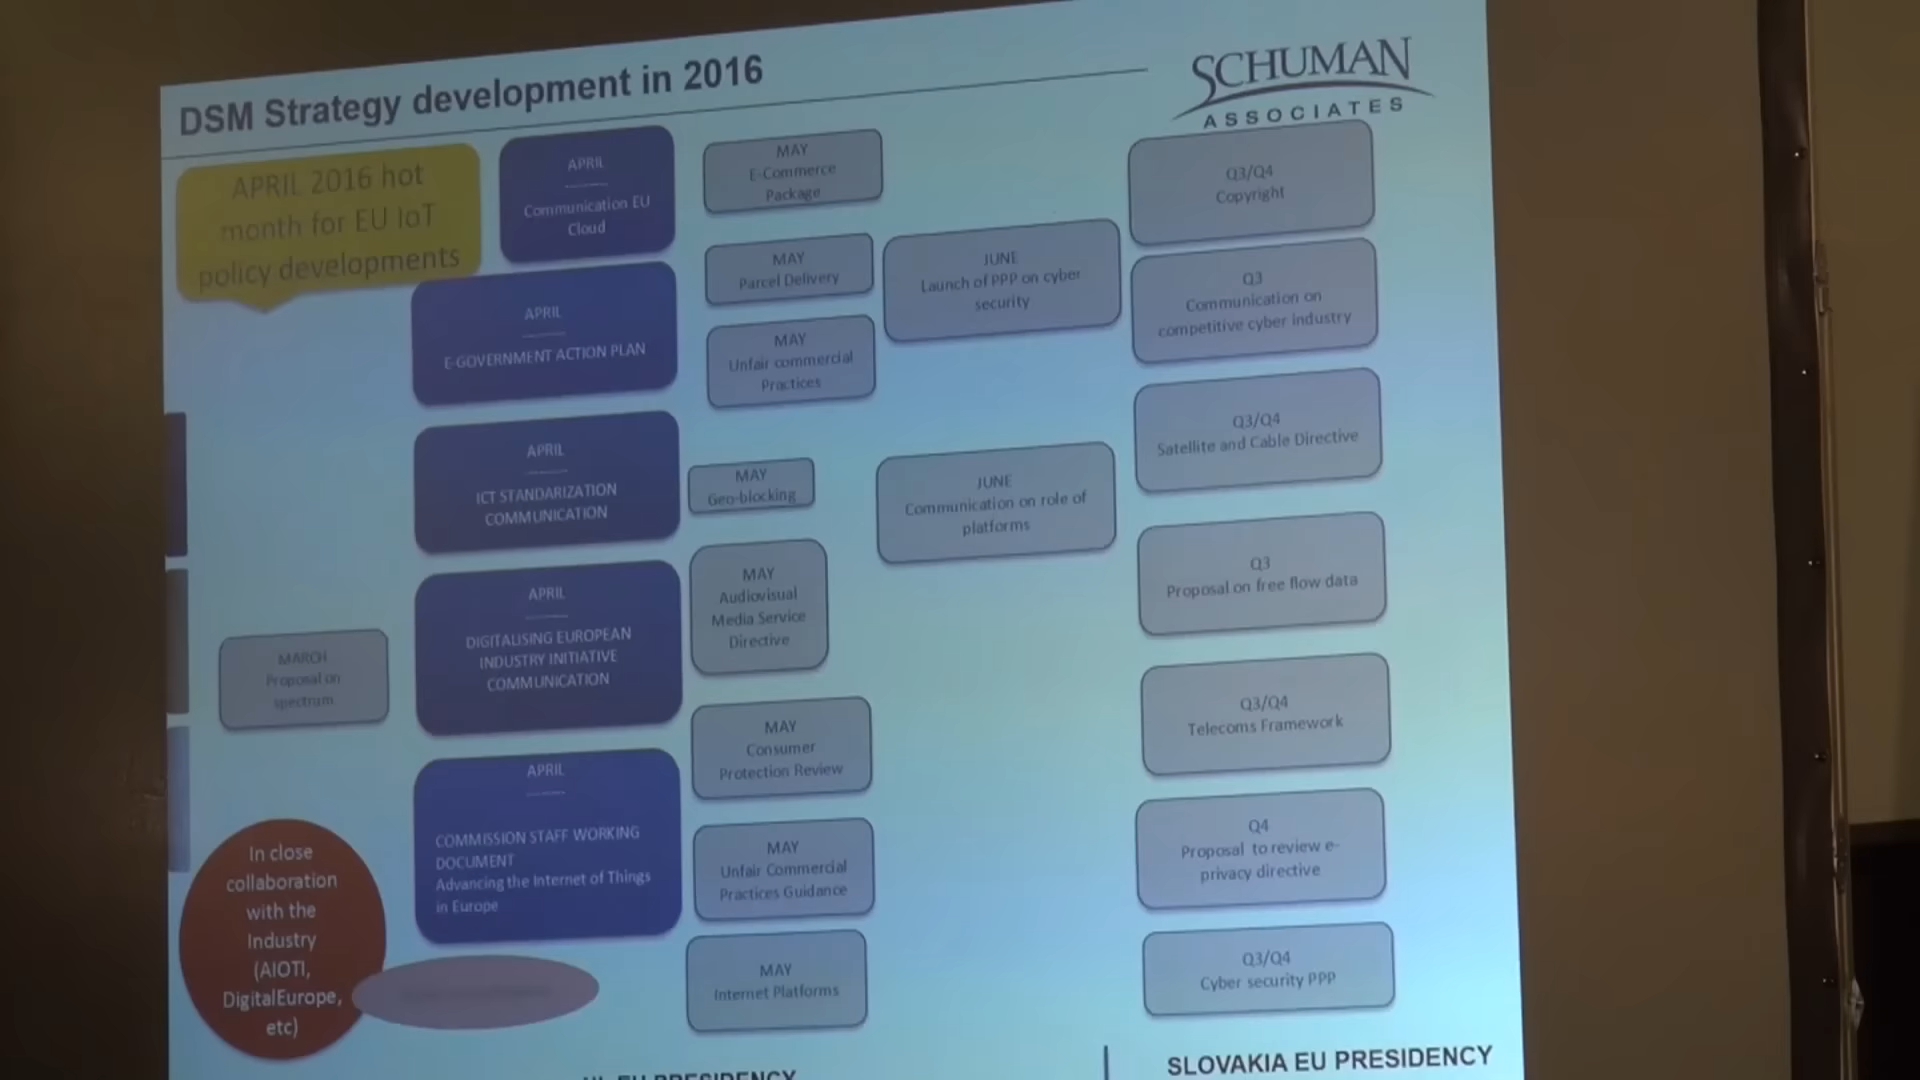 DSM Strategy development in 2016
SCHUMAN
ASSOCIATES
APRIL 2016 hot
month for EU IoT
policy developments
MARCH
Proposal on
spectrum
In close
collaboration
with the
Industry
(AIOTI,
DigitalEurope,
etc)
APRIL
Communication EU
Cloud
APRIL
E-GOVERNMENT ACTION PLAN
APRIL
ICT STANDARIZATION
COMMUNICATION
APRIL
DIGITALISING EUROPEAN
INDUSTRY INITIATIVE
COMMUNICATION
APRIL
COMMISSION STAFF WORKING
DOCUMENT
Advancing the Internet of Things
in Europe
MAY
E-Commerce
Package
MAY
Parcel Delivery
MAY
Unfair commercial
Practices
MAY
Geo-blocking
MAY
Audiovisual
Media Service
Directive
MAY
Consumer
Protection Review
MAY
Unfair Commercial
Practices Guidance
MAY
Internet Platforms
JUNE
Launch of PPP on cyber
security
JUNE
Communication on role of
platforms
Q3/Q4
Copyright
Q3
Communication on
competitive cyber industry
Q3/Q4
Satellite and Cable Directive
Q3
Proposal on free flow data
Q3/Q4
Telecoms Framework
Q4
Proposal to review e-
privacy directive
Q3/Q4
Cyber security PPP
EU PRESIDENCY
SLOVAKIA EU PRESIDENCY